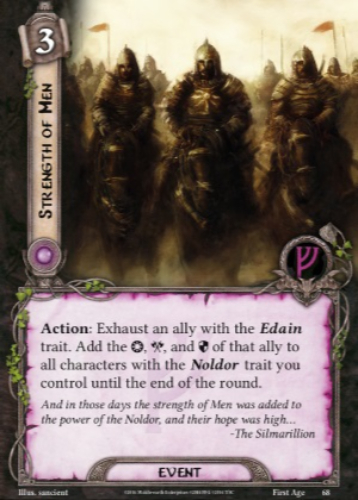 3
STRENGTH OF MEN
Action: Exhaust an ally with the Edain
trait. Add the , , and of that ally to
all characters with the Noldor trait you
control until the end of the round.
And in those days the strength of Men was added to
the power of the Noldor, and their hope was high...
-The Silmarillion
EVENT
Illus. sancient
First Age
68